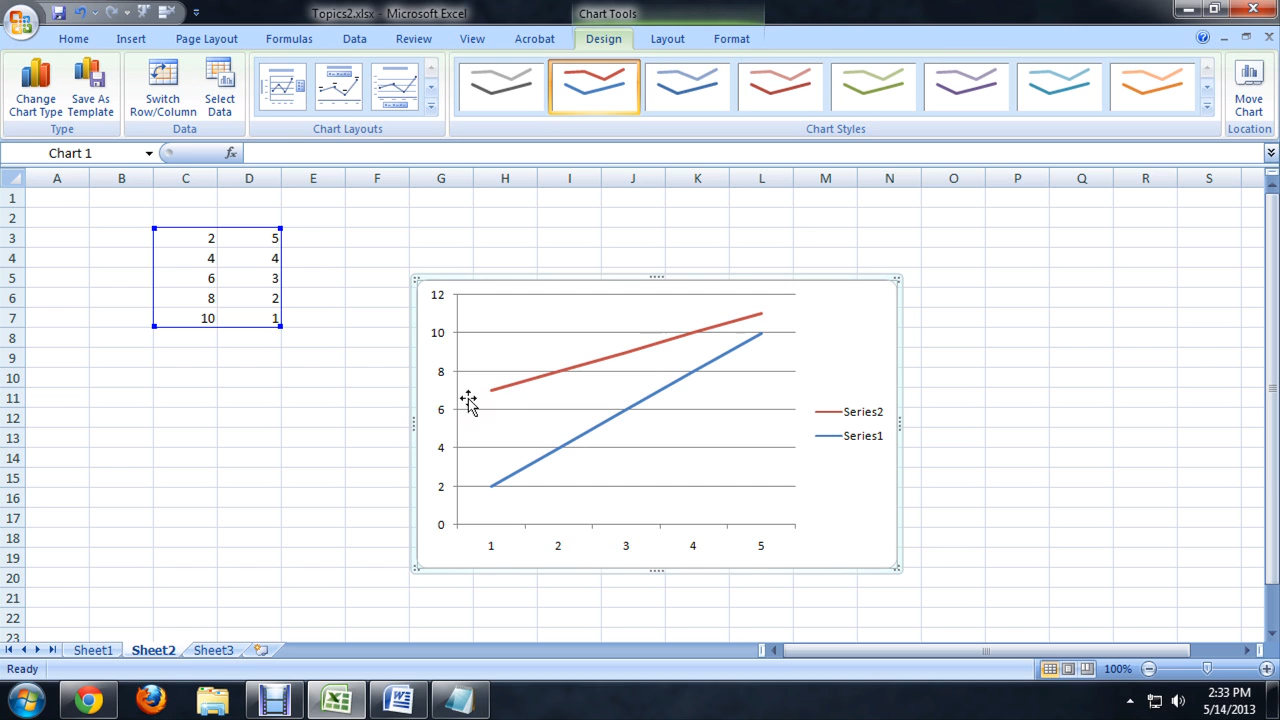 Topics2.xlsx - Microsoft Excel
Chart Tools
Home
Insert
Page Layout
Formulas
Data
Review
View
Acrobat
Design
Layout
Format
Change
Chart Type
Save As
Template
Switch
Row/Column
Select
Data
Move
Chart
Type
Data
Chart Layouts
Chart Styles
Location
Chart 1
fx
A B C D E F G H I J K L M N O P Q R S
1
2
3 2 5
4 4 4
5 6 3
6 8 2
7 10 1
8
9
10
11
12
13
14
15
16
17
18
19
20
21
22
23
12
10
8
6
4
2
0
1 2 3 4 5
Series2
Series1
Sheet1 Sheet2 Sheet3
Ready
100%
2:33 PM
5/14/2013